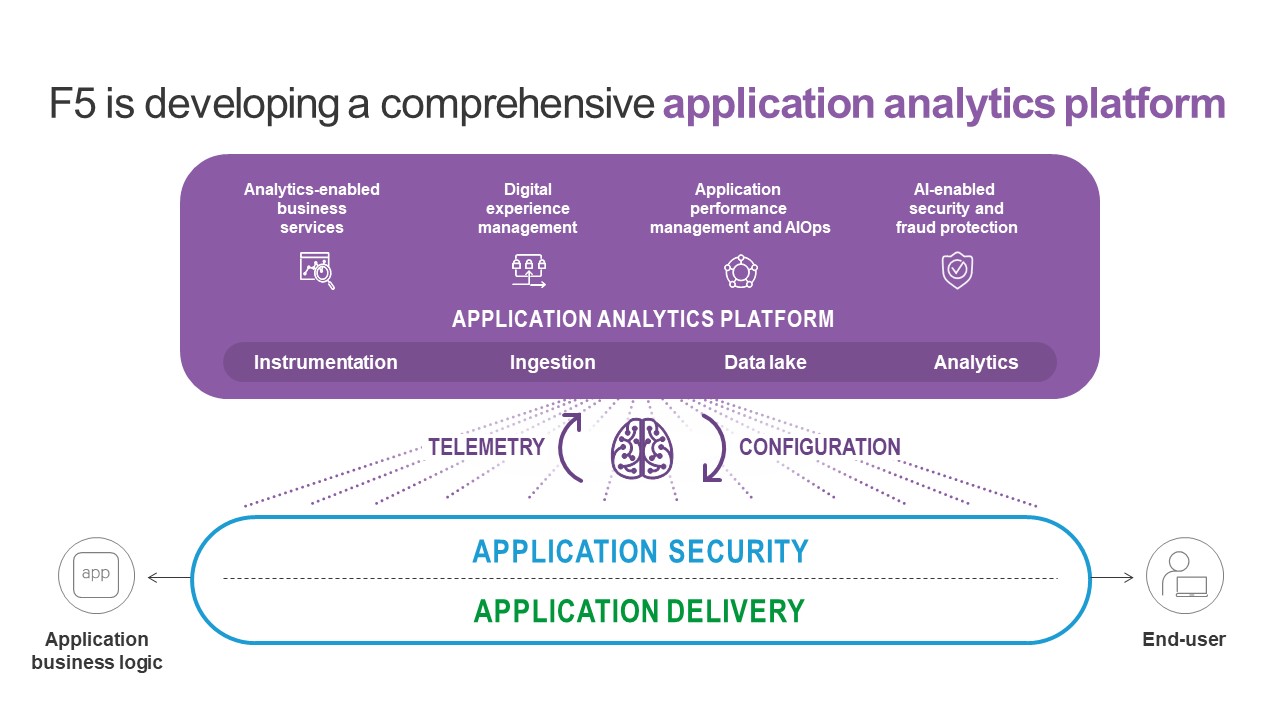 F5 is developing a comprehensive application analytics platform
Analytics-enabled
business
services
Digital
experience
management
Application
performance
management and AIOps
AI-enabled
security and
fraud protection
APPLICATION ANALYTICS PLATFORM
Instrumentation
Ingestion
Data lake
Analytics
TELEMETRY
CONFIGURATION
APPLICATION SECURITY
APPLICATION DELIVERY
app
Application
business logic
End-user